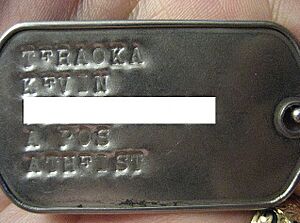 TERAOKA
KEVIN
A POS
ATHEIST